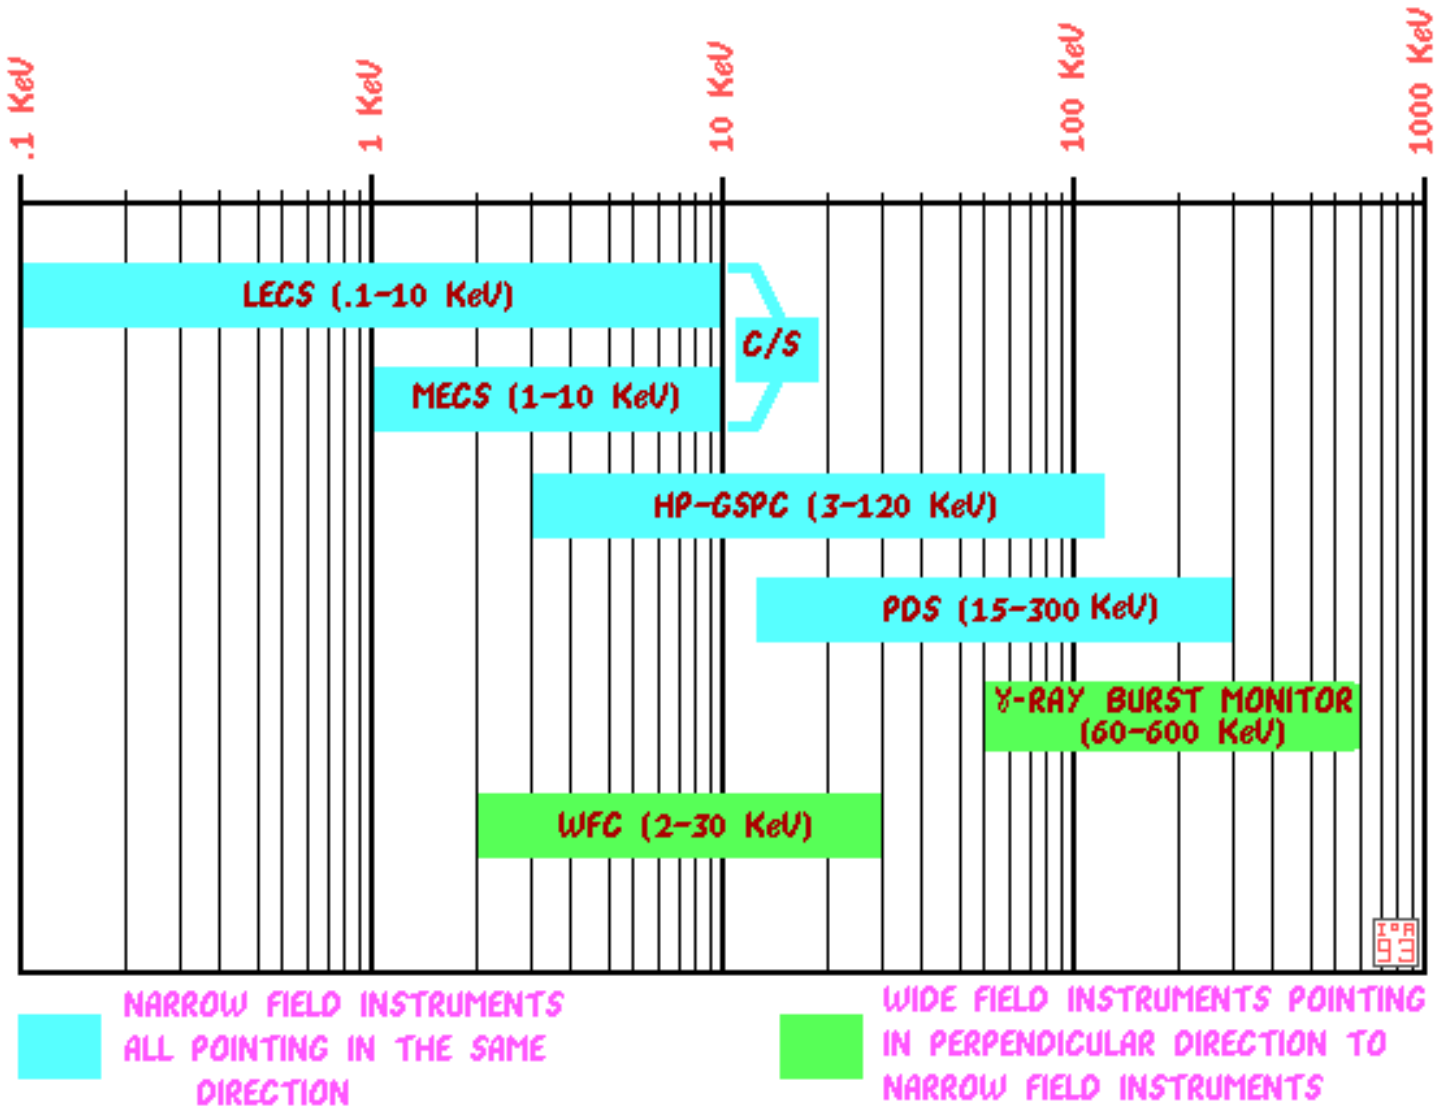 .1 KeV
1 KeV
10 KeV
100 KeV
1000 KeV
LECS (.1-10 KeV)
C/S
MECS (1-10 KeV)
HP-GSPC (3-120 KeV)
PDS (15-300 KeV)
γ-RAY BURST MONITOR
(60-600 KeV)
WFC (2-30 KeV)
I°A
93
NARROW FIELD INSTRUMENTS
ALL POINTING IN THE SAME
DIRECTION
WIDE FIELD INSTRUMENTS POINTING
IN PERPENDICULAR DIRECTION TO
NARROW FIELD INSTRUMENTS